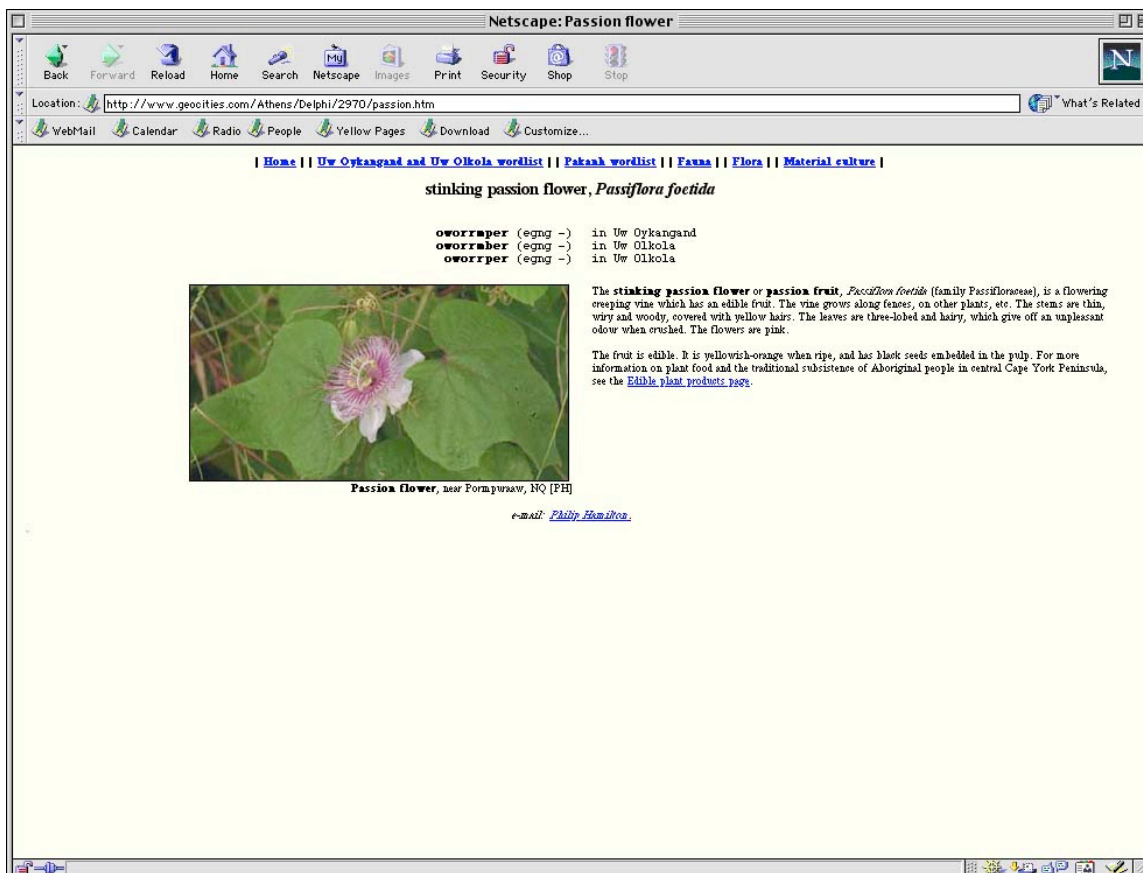 Netscape: Passion flower
Back Forward Reload Home Search Netscape Images Print Security Shop Stop
My
N
Location: http://www.geocities.com/Athens/Delphi/2970/passion.htm What's Related
WebMail Calendar Radio People Yellow Pages Download Customize...
| Home | | Uw Oykangand and Uw Olkola wordlist | | Pakanh wordlist | | Fauna | | Flora | | Material culture |
stinking passion flower, Passiflora foetida
oworrmper (egng -) in Uw Oykangand
oworrmber (egng -) in Uw Olkola
oworrper (egng -) in Uw Olkola
The stinking passion flower or passion fruit, Passiflora foetida (family Passifloraceae), is a flowering
creeping vine which has an edible fruit. The vine grows along fences, on other plants, etc. The stems are thin,
wiry and woody, covered with yellow hairs. The leaves are three-lobed and hairy, which give off an unpleasant
odour when crushed. The flowers are pink.
The fruit is edible. It is yellowish-orange when ripe, and has black seeds embedded in the pulp. For more
information on plant food and the traditional subsistence of Aboriginal people in central Cape York Peninsula,
see the Edible plant products page.
Passion flower, near Pormpuraaw, NQ [PH]
e-mail: Philip Hamilton.